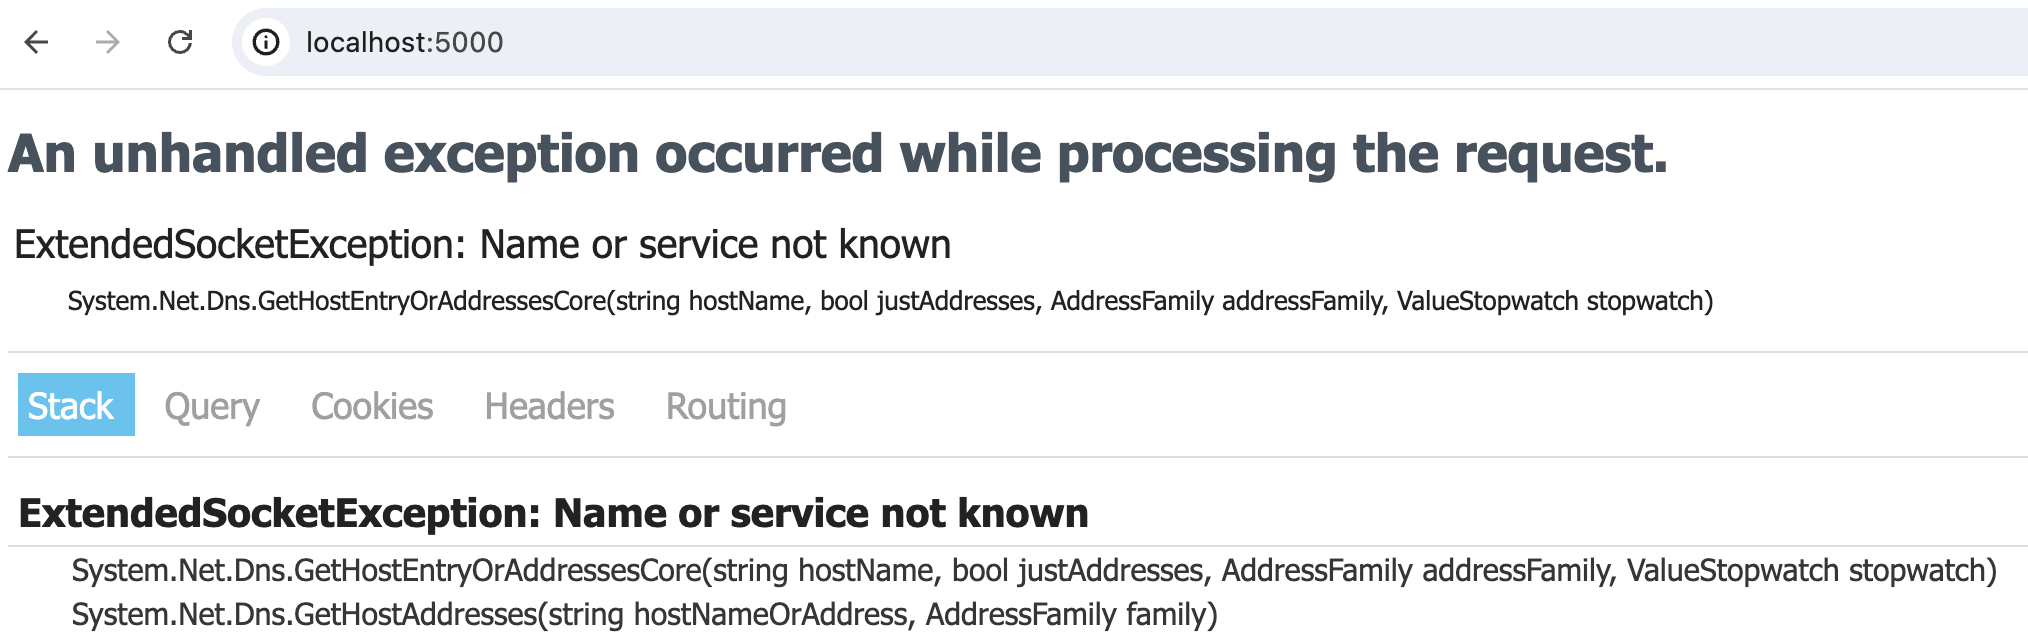 localhost:5000
An unhandled exception occurred while processing the request.
ExtendedSocketException: Name or service not known
System.Net.Dns.GetHostEntryOrAddressesCore(string hostName, bool justAddresses, AddressFamily addressFamily, ValueStopwatch stopwatch)
Stack Query Cookies Headers Routing
ExtendedSocketException: Name or service not known
System.Net.Dns.GetHostEntryOrAddressesCore(string hostName, bool justAddresses, AddressFamily addressFamily, ValueStopwatch stopwatch)
System.Net.Dns.GetHostAddresses(string hostNameOrAddress, AddressFamily family)